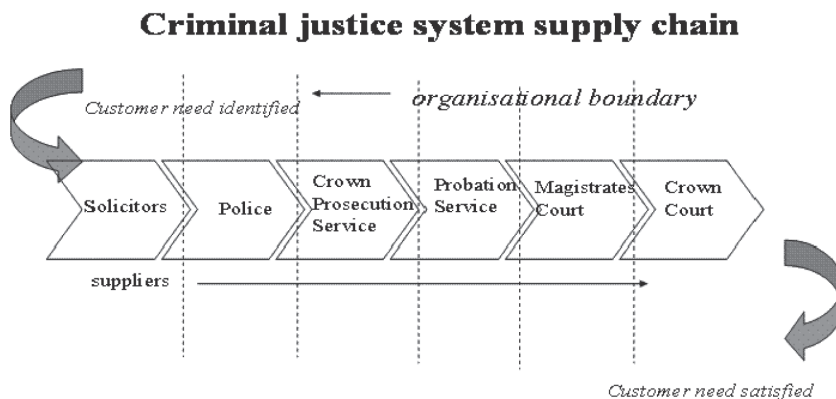 Criminal justice system supply chain
Customer need identified
organisational boundary
Solicitors
Police
Crown
Prosecution
Service
Probation
Service
Magistrates
Court
Crown
Court
suppliers
Customer need satisfied